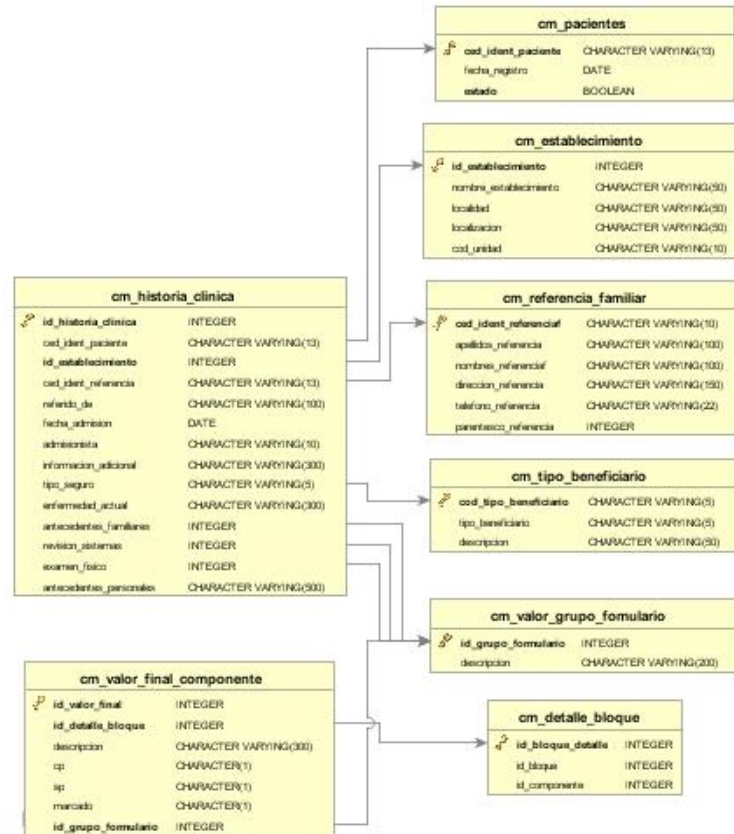 cm_pacientes
ced_ident_paciente CHARACTER VARYING(13)
fecha_registro DATE
estado BOOLEAN
cm_establecimiento
id_establecimiento INTEGER
nombre_establecimiento CHARACTER VARYING(50)
localidad CHARACTER VARYING(50)
localizacion CHARACTER VARYING(50)
cod_unidad CHARACTER VARYING(10)
cm_historia_clinica
id_historia_clinica INTEGER
ced_ident_paciente CHARACTER VARYING(13)
id_establecimiento INTEGER
ced_ident_referencia CHARACTER VARYING(13)
referido_de CHARACTER VARYING(100)
fecha_admision DATE
admisionista CHARACTER VARYING(10)
informacion_adicional CHARACTER VARYING(300)
tipo_seguro CHARACTER VARYING(5)
enfermedad_actual CHARACTER VARYING(300)
antecedentes_familiares INTEGER
revision_sistemas INTEGER
examen_fisico INTEGER
antecedentes_personales CHARACTER VARYING(500)
cm_referencia_familiar
ced_ident_referenciaf CHARACTER VARYING(10)
apellidos_referencia CHARACTER VARYING(100)
nombres_referenciaf CHARACTER VARYING(100)
direccion_referencia CHARACTER VARYING(150)
telefono_referencia CHARACTER VARYING(22)
parentesco_referencia INTEGER
cm_tipo_beneficiario
cod_tipo_beneficiario CHARACTER VARYING(5)
tipo_beneficiario CHARACTER VARYING(5)
descripcion CHARACTER VARYING(50)
cm_valor_grupo_fomulario
id_grupo_fomulario INTEGER
descripcion CHARACTER VARYING(200)
cm_valor_final_componente
id_valor_final INTEGER
id_detalle_bloque INTEGER
descripcion CHARACTER VARYING(300)
cp CHARACTER(1)
sp CHARACTER(1)
marcado CHARACTER(1)
id_grupo_fomulario INTEGER
cm_detalle_bloque
id_bloque_detalle INTEGER
id_bloque INTEGER
id_componente INTEGER